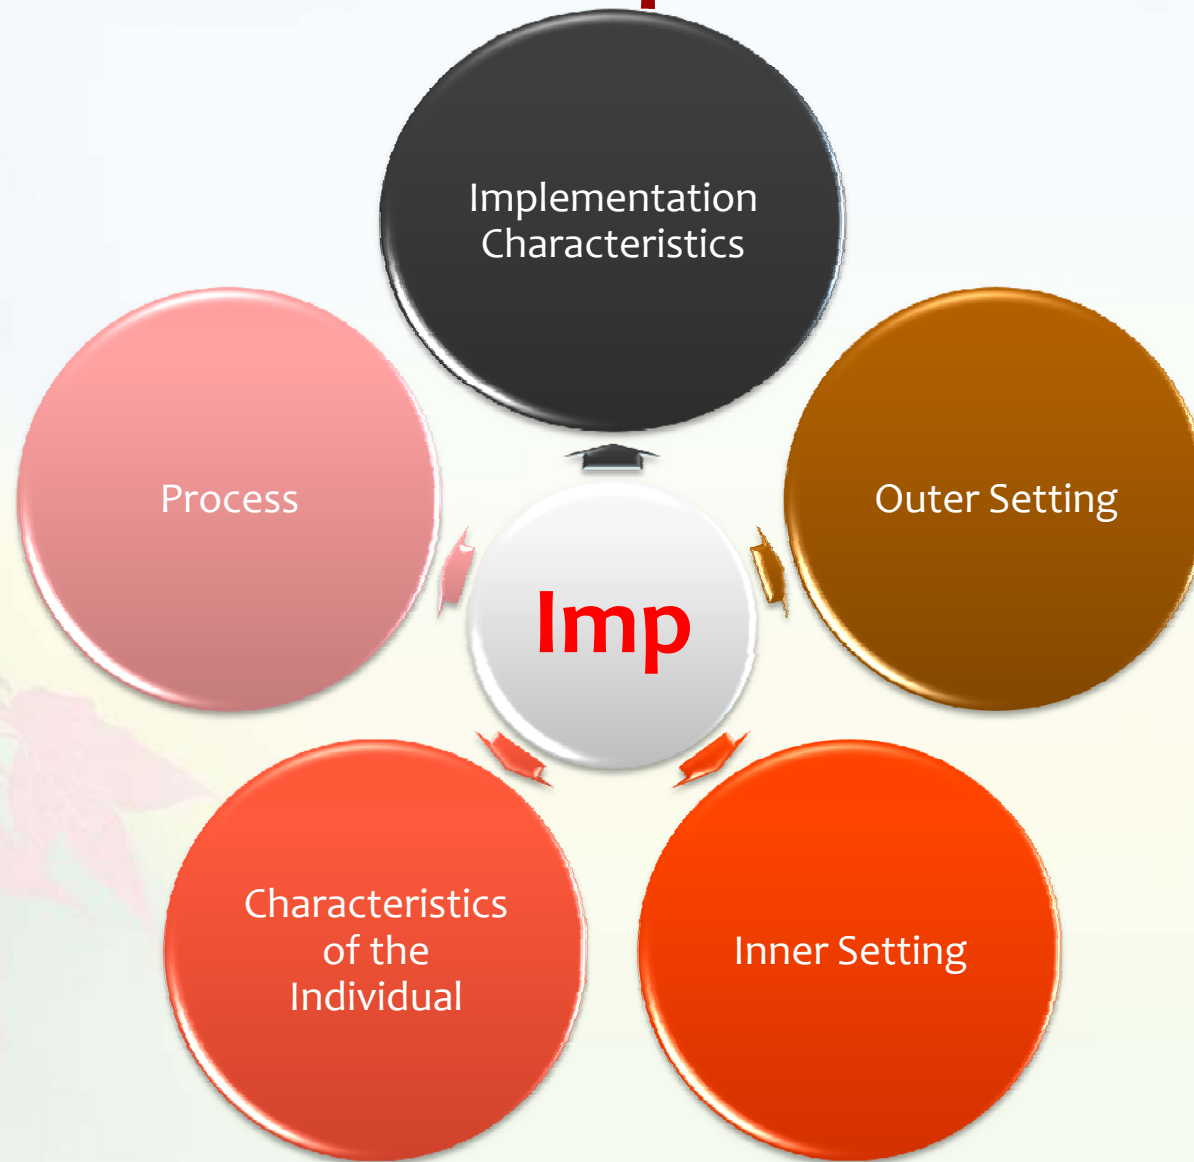 Implementation
Characteristics
Process
Outer Setting
Imp
Characteristics
of the
Individual
Inner Setting